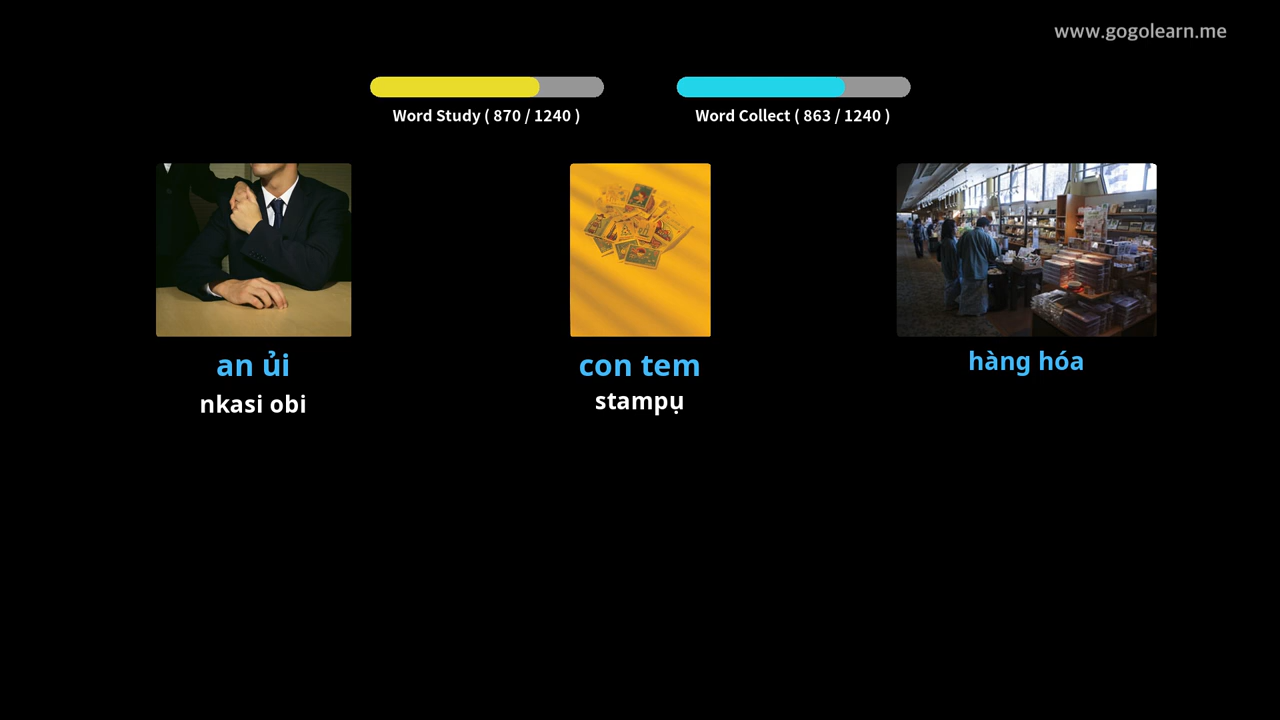 www.gogolearn.me
Word Study ( 870 / 1240 )
Word Collect ( 863 / 1240 )
an ủi
nkasi obi
con tem
stampụ
hàng hóa